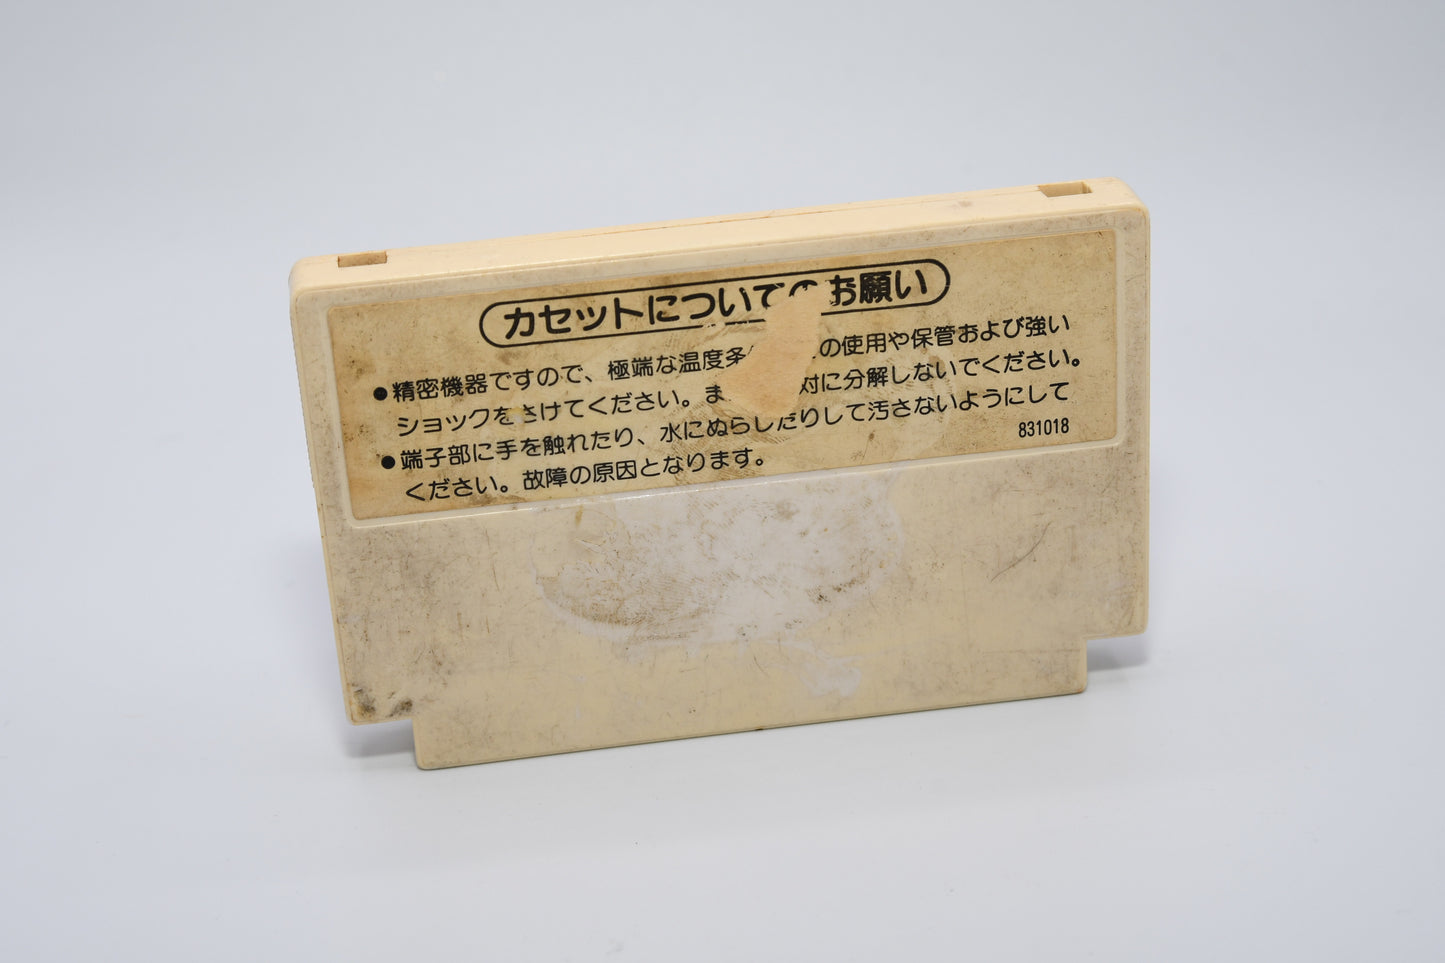 カセットについてのお願い
●精密機器ですので、極端な温度条 の使用や保管および強い
ショックをさけてください。ま 対に分解しないでください。
●端子部に手を触れたり、水にぬらしたりして汚さないようにして
ください。故障の原因となります。
831018